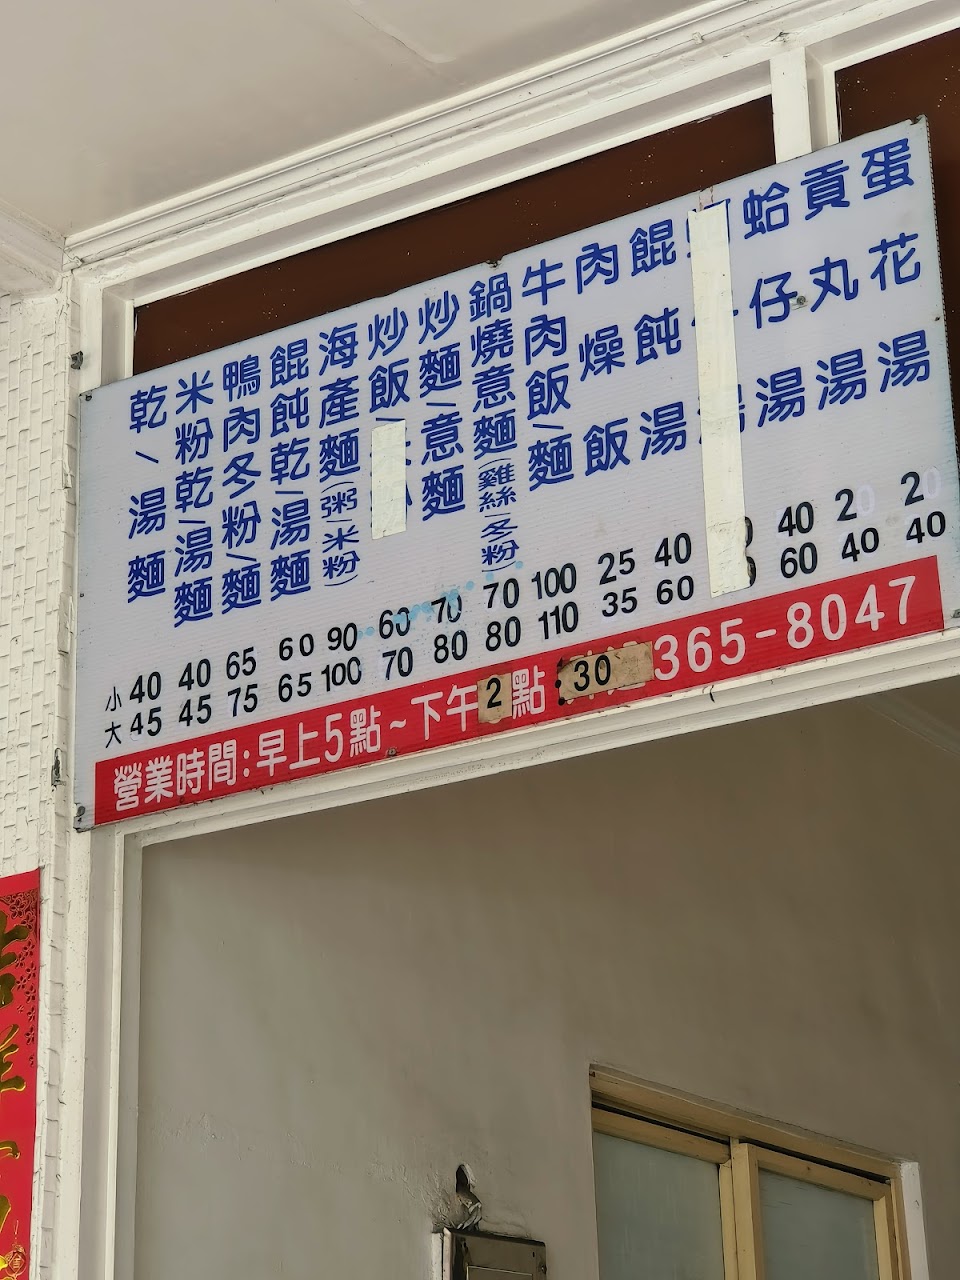 乾/湯麵
米粉乾/湯麵
鴨肉冬粉/麵
餛飩乾/湯麵
海產麵(粥/米粉)
炒飯/
炒麵/意麵
鍋燒意麵(雞絲/冬粉)
牛肉飯/麵
肉燥飯
餛飩湯
蛤仔湯
貢丸湯
蛋花湯
小 40 40 65 60 90 60 70 70 100 25 40 40 20 20
大 45 45 75 65 100 70 80 80 110 35 60 60 40 40
營業時間:早上5點~下午2點:30 365-8047